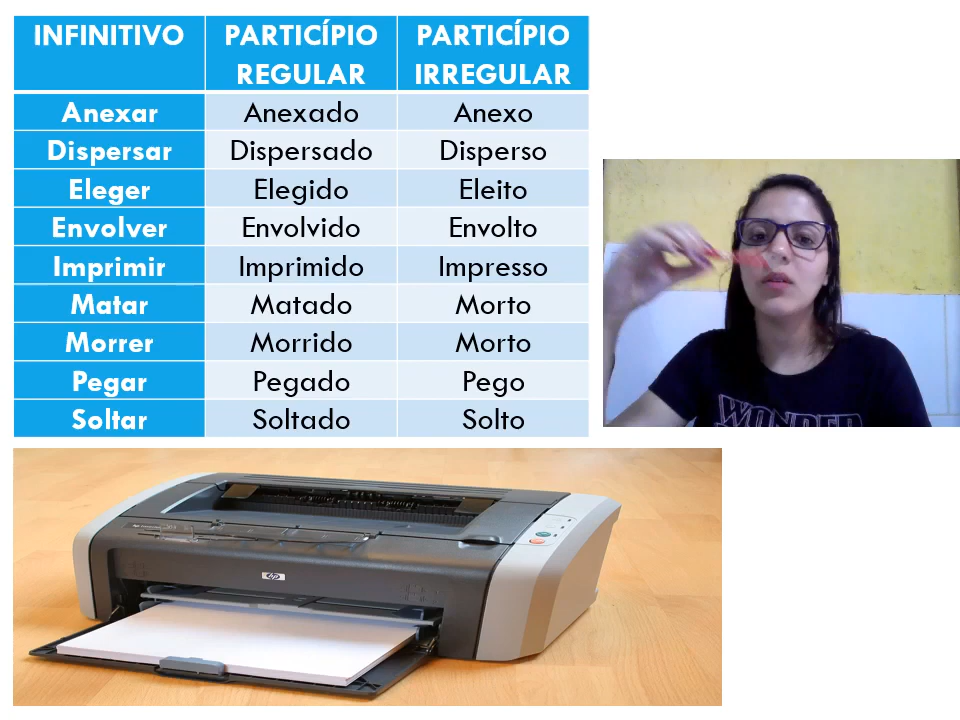 INFINITIVO PARTICÍPIO REGULAR PARTICÍPIO IRREGULAR
Anexar Anexado Anexo
Dispersar Dispersado Disperso
Eleger Elegido Eleito
Envolver Envolvido Envolto
Imprimir Imprimido Impresso
Matar Matado Morto
Morrer Morrido Morto
Pegar Pegado Pego
Soltar Soltado Solto
WONDER
hp